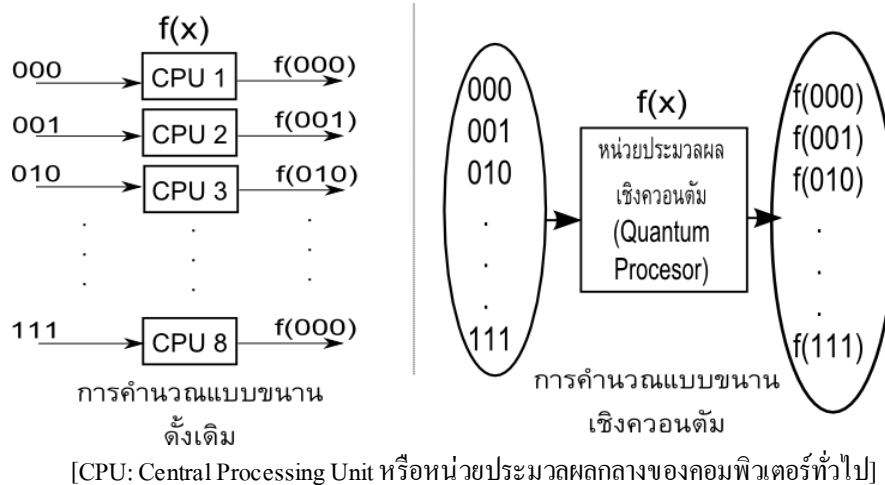 f(x)
000 CPU 1 f(000)
001 CPU 2 f(001)
010 CPU 3 f(010)
. . .
. . .
. . .
111 CPU 8 f(000)
การคำนวณแบบขนาน
ดั้งเดิม
000
001
010
.
.
.
111
f(x)
หน่วยประมวลผล
เชิงควอนตัม
(Quantum
Procesor)
f(000)
f(001)
f(010)
.
.
.
f(111)
การคำนวณแบบขนาน
เชิงควอนตัม
[CPU: Central Processing Unit หรือหน่วยประมวลผลกลางของคอมพิวเตอร์ทั่วไป]